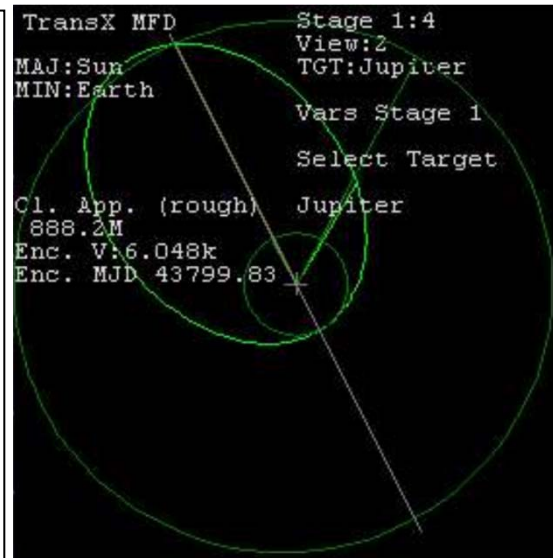 TransX MFD
Stage 1:4
View:2
MAJ:Sun
TGT:Jupiter
MIN:Earth
Vars Stage 1
Select Target
Cl. App. (rough)
Jupiter
888.2M
Enc. V:6.048k
Enc. MJD 43799.83